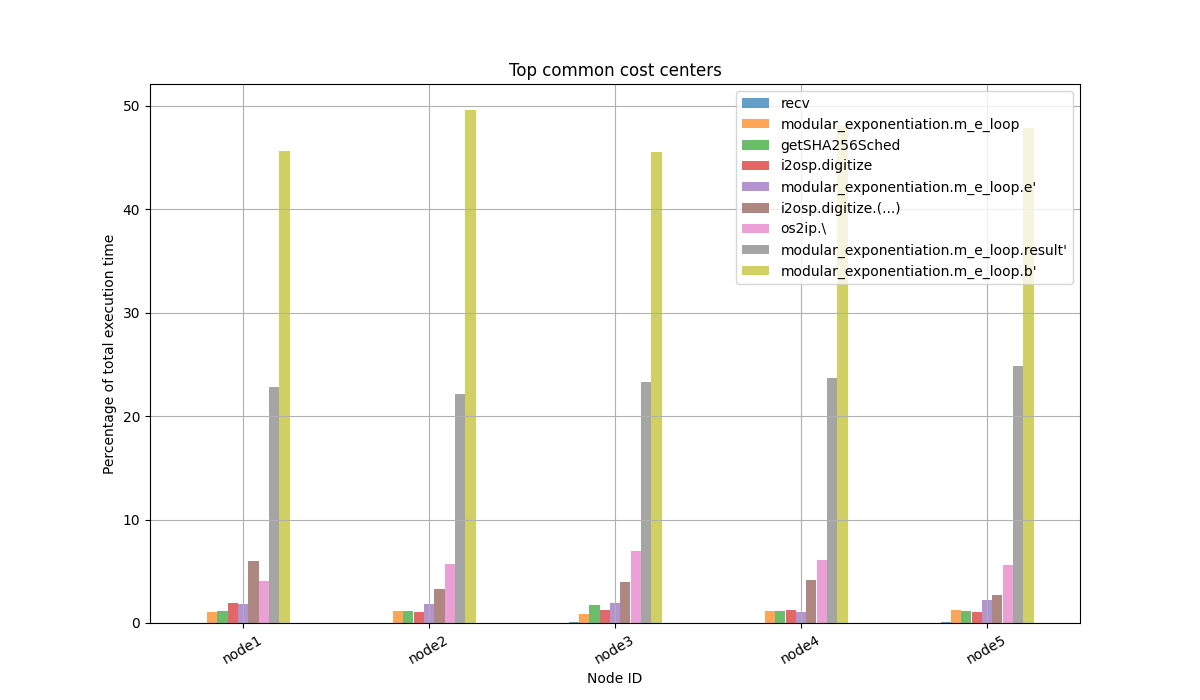 Top common cost centers
50
40
30
20
10
0
Percentage of total execution time
recv
modular_exponentiation.m_e_loop
getSHA256Sched
i2osp.digitize
modular_exponentiation.m_e_loop.e'
i2osp.digitize.(...)
os2ip.\
modular_exponentiation.m_e_loop.result'
modular_exponentiation.m_e_loop.b'
node1
node2
node3
node4
node5
Node ID